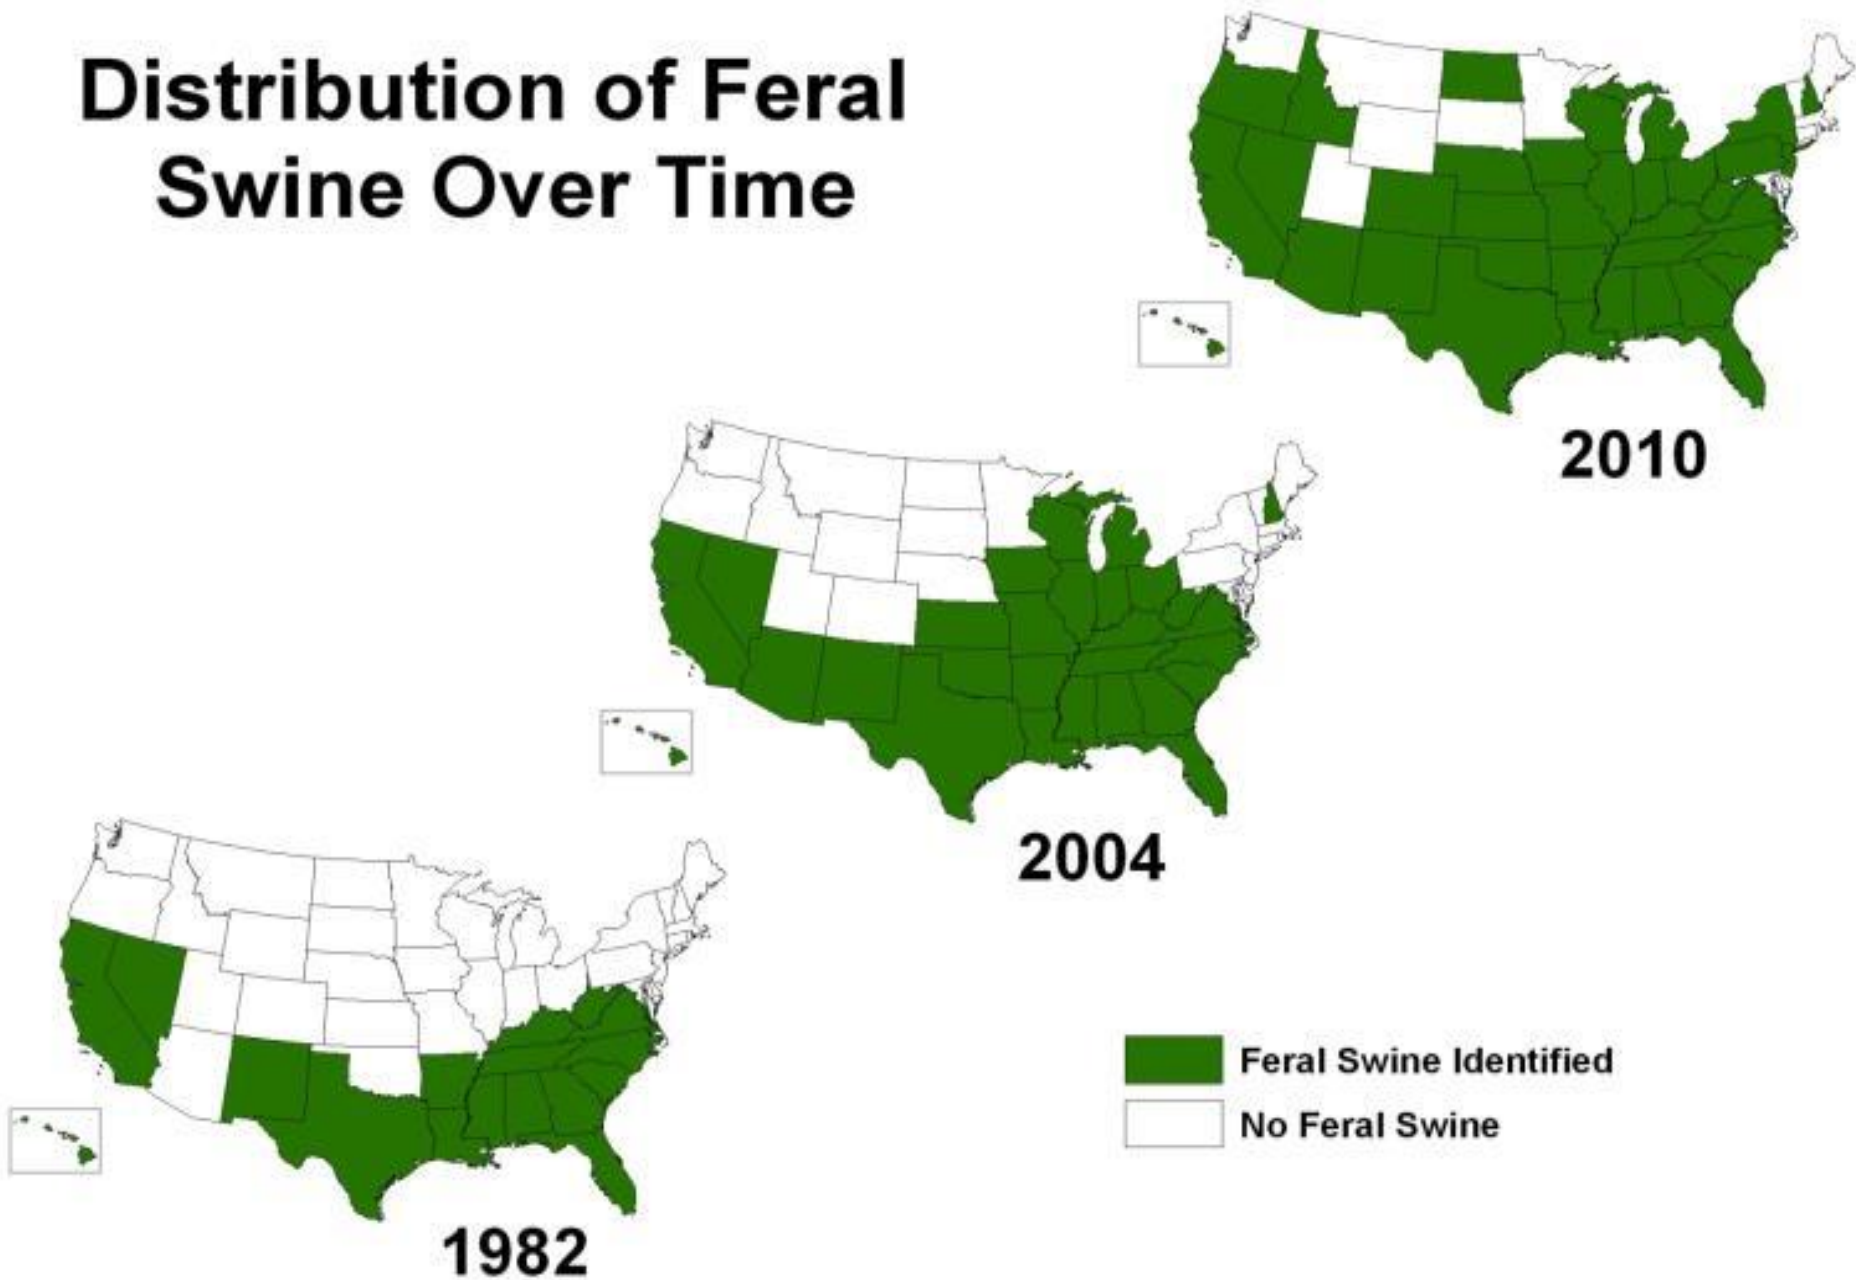 Distribution of Feral
Swine Over Time
2010
2004
1982
Feral Swine Identified
No Feral Swine